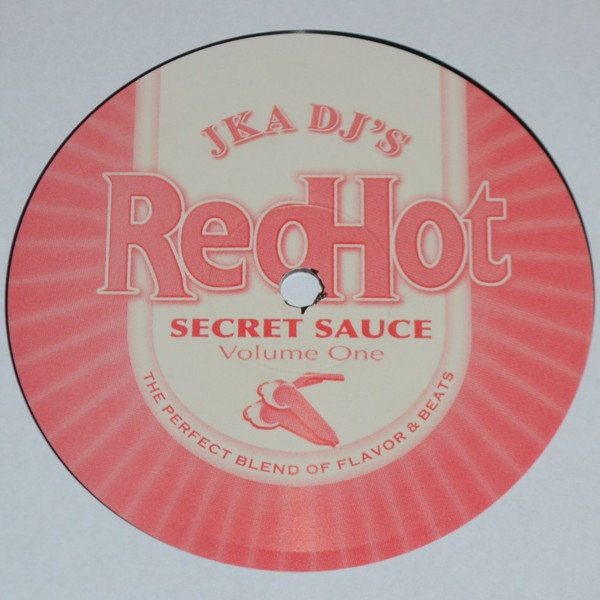 JKA DJ'S
RedHot
SECRET SAUCE
Volume One
THE PERFECT BLEND OF FLAVOR & BEATS